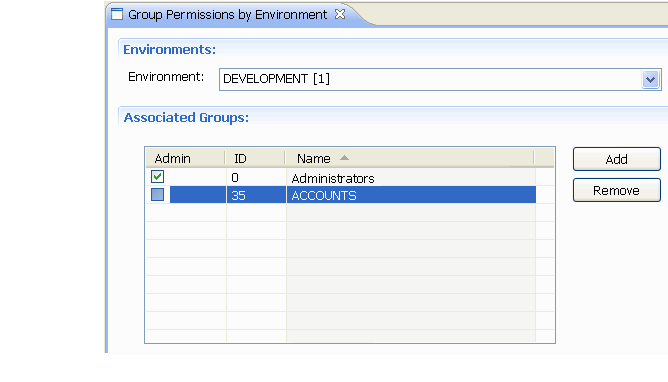 Group Permissions by Environment
Environments:
Environment: DEVELOPMENT [1]
Associated Groups:
Admin ID Name Add
0 Administrators
35 ACCOUNTS Remove